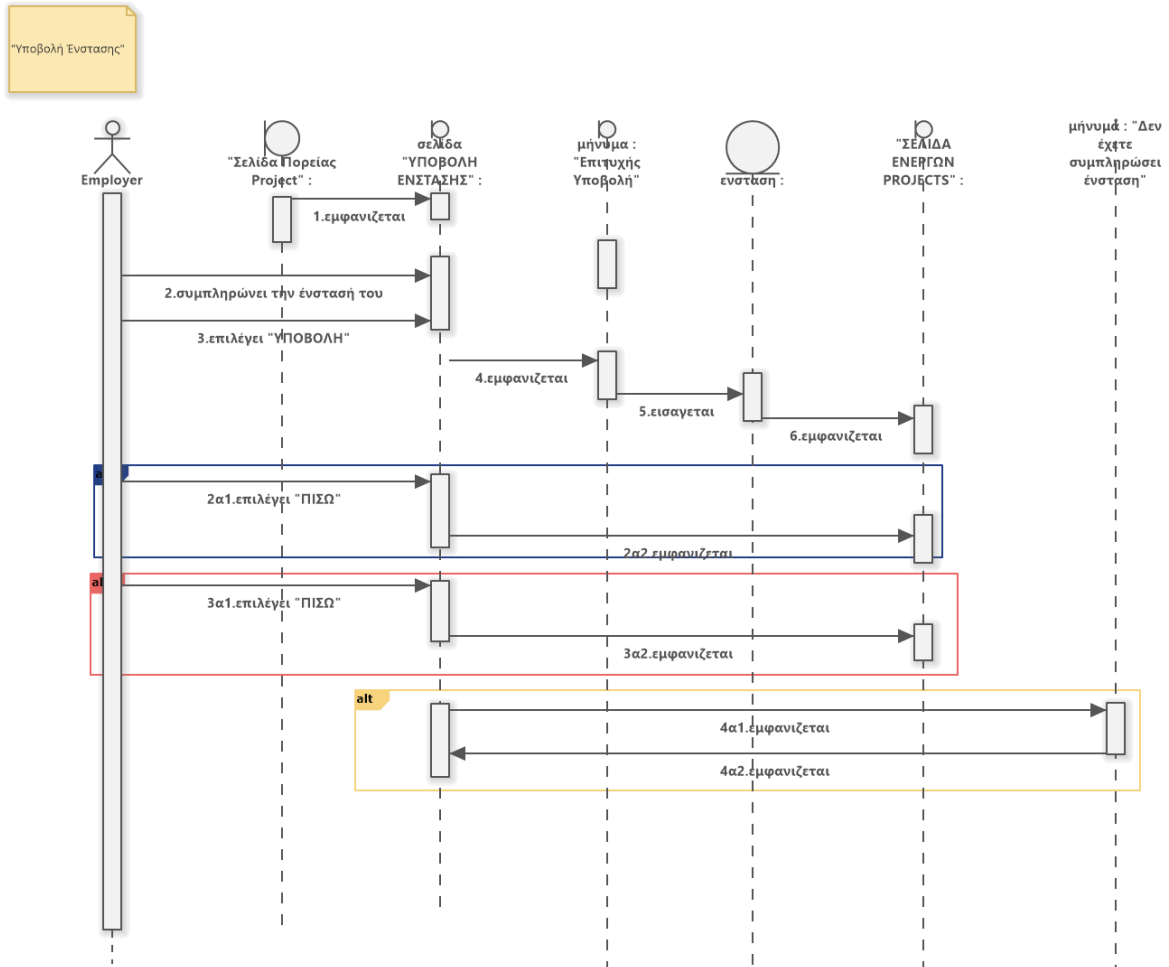 "Υποβολή Ένστασης"
Employer
"Σελίδα Πορείας
Project" :
σελίδα
"ΥΠΟΒΟΛΗ
ΕΝΣΤΑΣΗΣ" :
μήνυμα :
"Επιτυχής
Υποβολή"
ενσταση :
"ΣΕΛΙΔΑ
ΕΝΕΡΓΩΝ
PROJECTS" :
μήνυμα : "Δεν
έχετε
συμπληρώσει
ένσταση"
1.εμφανιζεται
2.συμπληρώνει την ένστασή του
3.επιλέγει "ΥΠΟΒΟΛΗ"
4.εμφανιζεται
5.εισαγεται
6.εμφανιζεται
2α1.επιλέγει "ΠΙΣΩ"
2α2.εμφανιζεται
3α1.επιλέγει "ΠΙΣΩ"
3α2.εμφανιζεται
alt
4α1.εμφανιζεται
4α2.εμφανιζεται